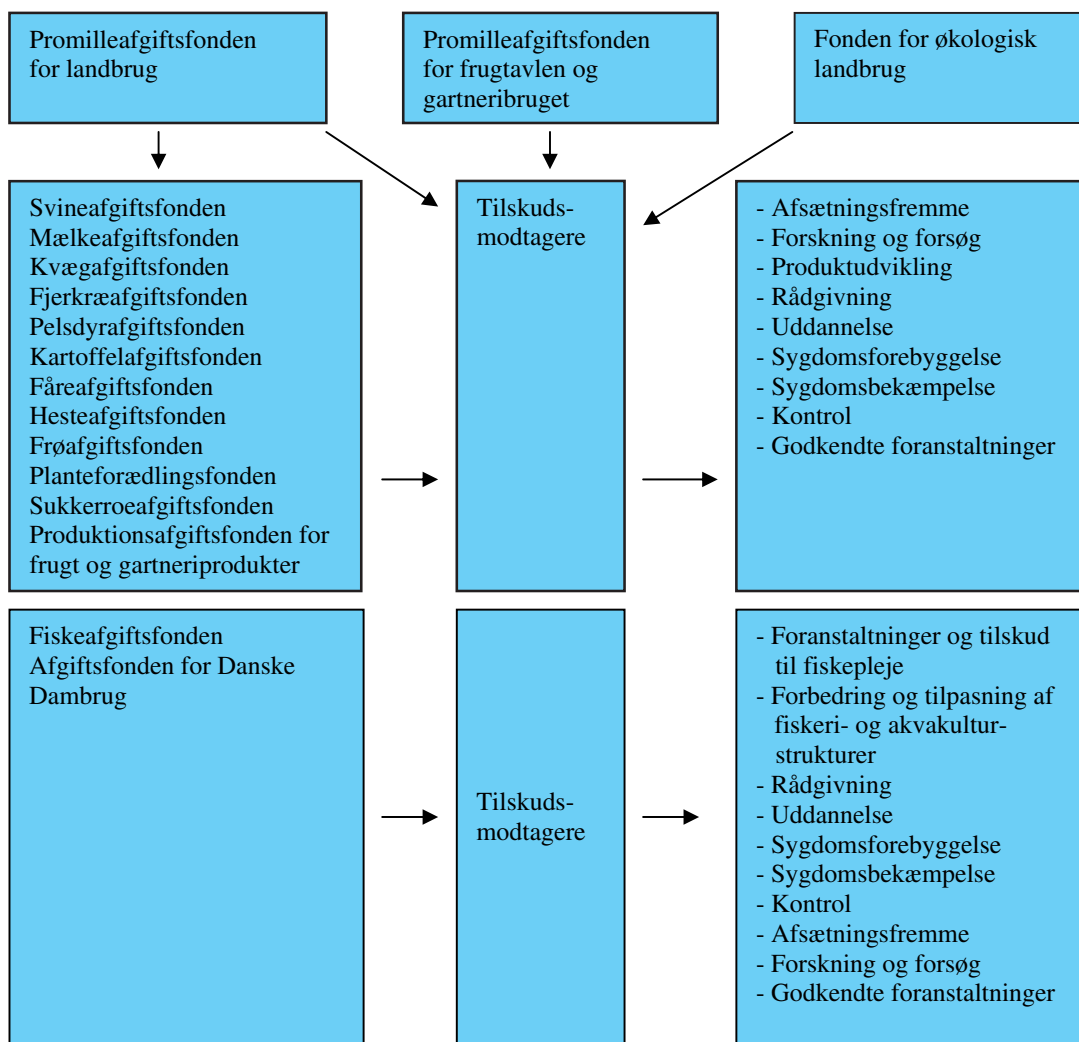 Promilleafgiftsfonden
for landbrug
Promilleafgiftsfonden
for frugtavlen og
gartneribruget
Fonden for økologisk
landbrug
Svineafgiftsfonden
Mælkeafgiftsfonden
Kvægafgiftsfonden
Fjerkræafgiftsfonden
Pelsdyrafgiftsfonden
Kartoffelafgiftsfonden
Fåreafgiftsfonden
Hesteafgiftsfonden
Frøafgiftsfonden
Planteforædlingsfonden
Sukkerroeafgiftsfonden
Produktionsafgiftsfonden for
frugt og gartneriprodukter
Tilskuds-
modtagere
- Afsætningsfremme
- Forskning og forsøg
- Produktudvikling
- Rådgivning
- Uddannelse
- Sygdomsforebyggelse
- Sygdomsbekæmpelse
- Kontrol
- Godkendte foranstaltninger
Fiskeafgiftsfonden
Afgiftsfonden for Danske
Dambrug
Tilskuds-
modtagere
- Foranstaltninger og tilskud
til fiskepleje
- Forbedring og tilpasning af
fiskeri- og akvakultur-
strukturer
- Rådgivning
- Uddannelse
- Sygdomsforebyggelse
- Sygdomsbekæmpelse
- Kontrol
- Afsætningsfremme
- Forskning og forsøg
- Godkendte foranstaltninger